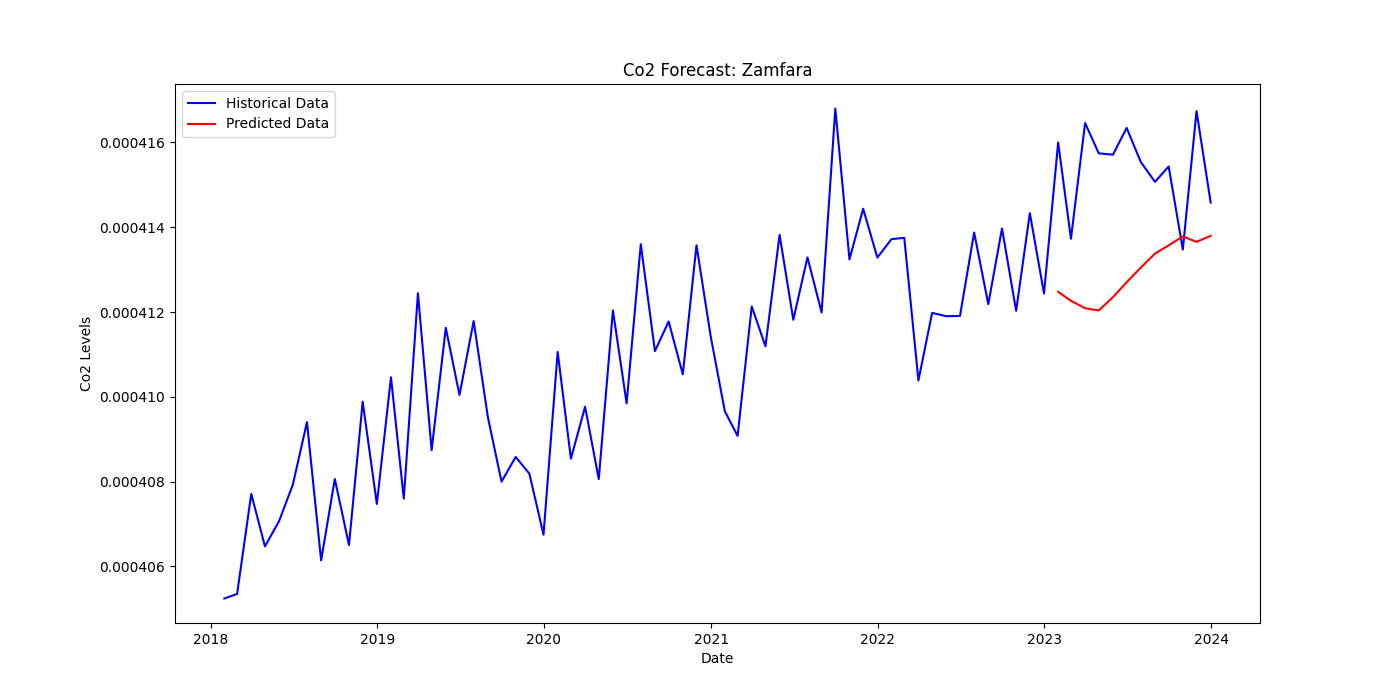 Co2 Forecast: Zamfara
Historical Data
Predicted Data
Co2 Levels
0.000416
0.000414
0.000412
0.000410
0.000408
0.000406
2018 2019 2020 2021 2022 2023 2024
Date